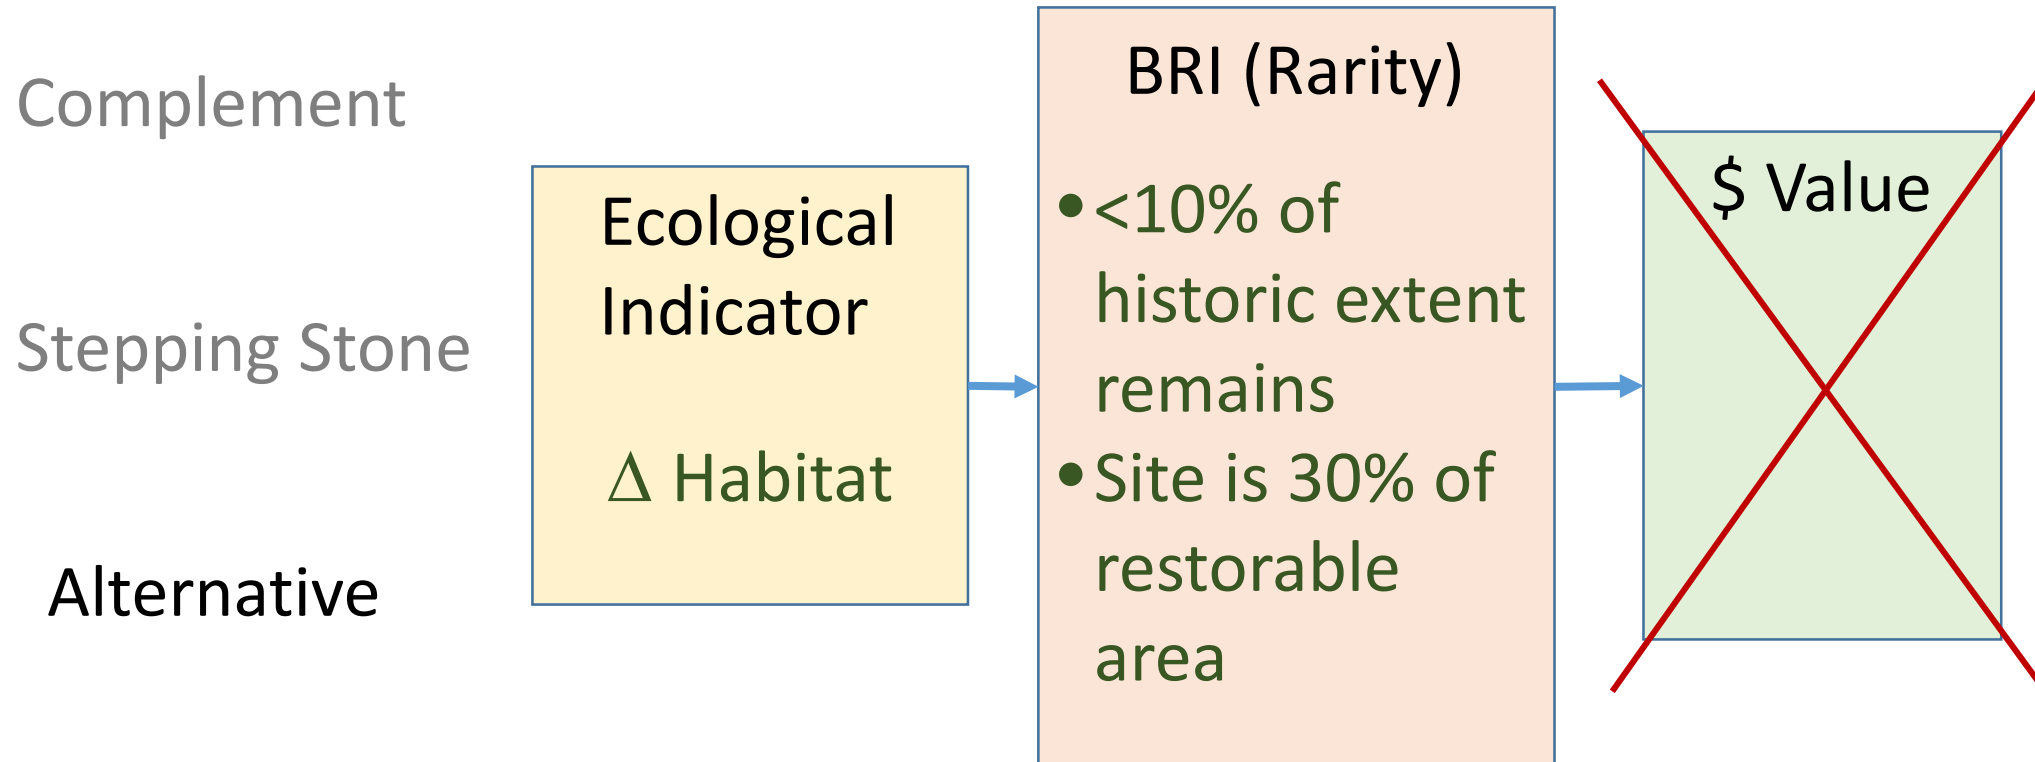 Complement
Stepping Stone
Alternative
Ecological
Indicator
Δ Habitat
BRI (Rarity)
•<10% of
historic extent
remains
•Site is 30% of
restorable
area
$ Value